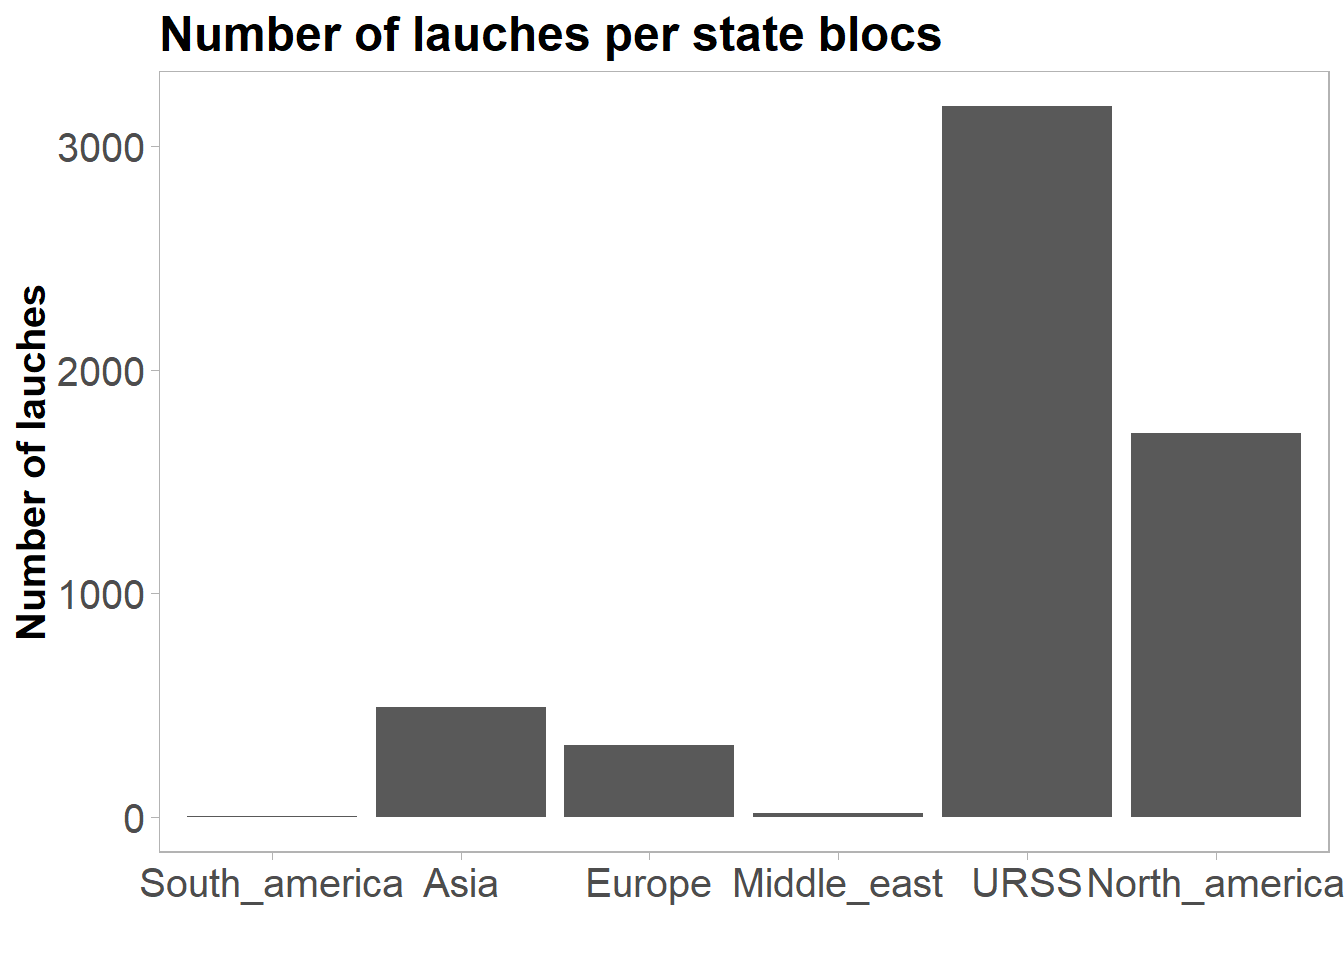 Number of lauches per state blocs
Number of lauches
3000
2000
1000
0
South_america Asia Europe Middle_east URSS North_america